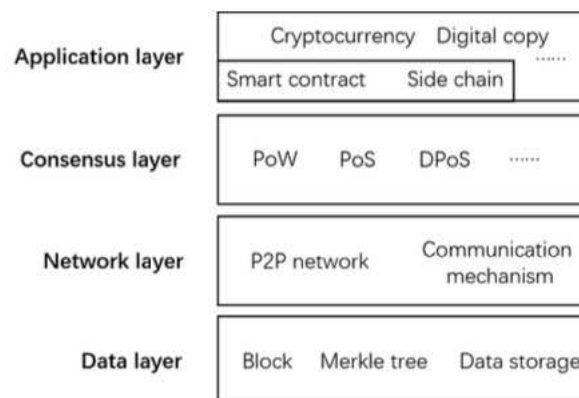 Application layer
Cryptocurrency Digital copy
......
Smart contract Side chain
Consensus layer
PoW PoS DPoS ......
Network layer
P2P network
Communication
mechanism
Data layer
Block Merkle tree Data storage